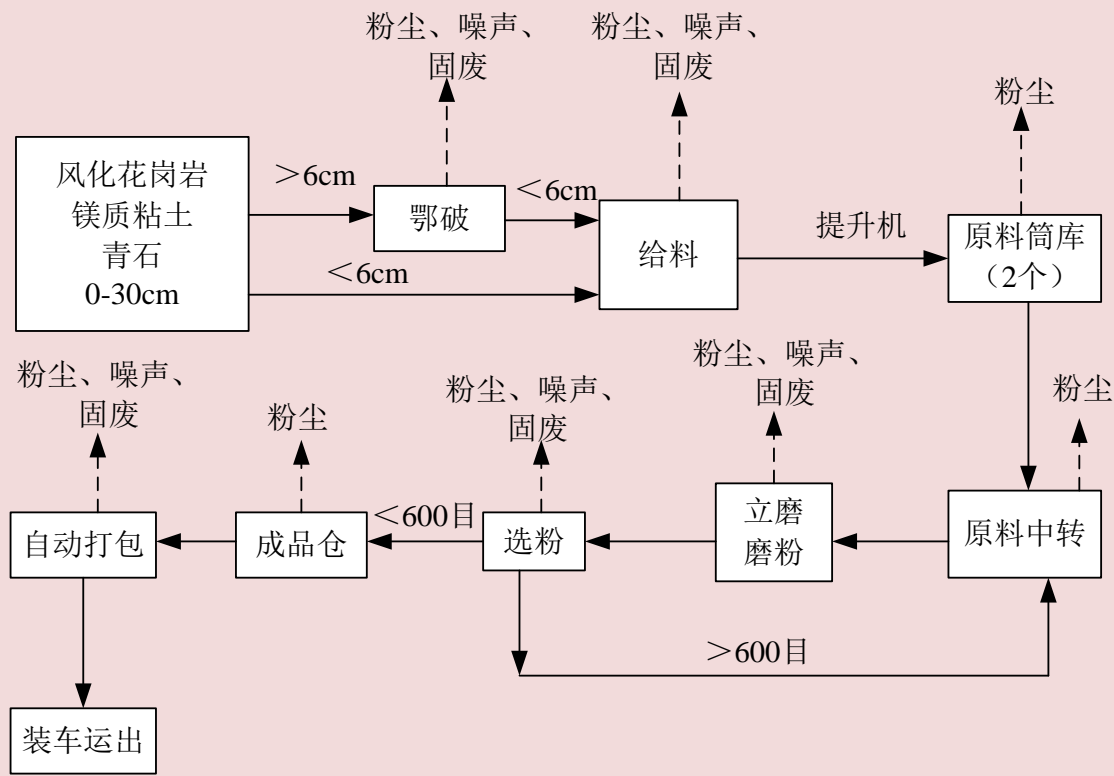 粉尘、噪声、
固废
粉尘、噪声、
固废
粉尘
风化花岗岩
镁质粘土
青石
0-30cm
>6cm
鄂破
<6cm
<6cm
给料
提升机
原料筒库
（2个）
粉尘、噪声、
固废
粉尘
粉尘、噪声、
固废
粉尘、噪声、
固废
粉尘
自动打包
成品仓
<600目
选粉
立磨
磨粉
原料中转
>600目
装车运出